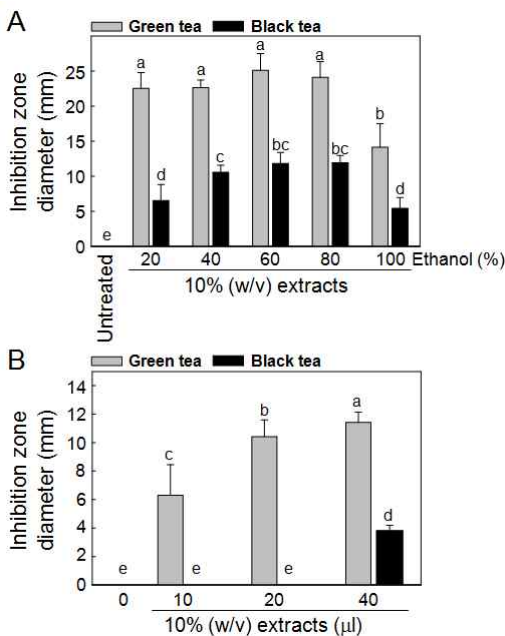 A
Green tea Black tea
Inhibition zone
diameter (mm)
25
20
15
10
5
0
e
a
d
a
c
a
bc
a
bc
b
d
Untreated
20 40 60 80 100 Ethanol (%)
10% (w/v) extracts
B
Green tea Black tea
Inhibition zone
diameter (mm)
14
12
10
8
6
4
2
0
e
c
e
b
e
a
d
0 10 20 40
10% (w/v) extracts (µl)